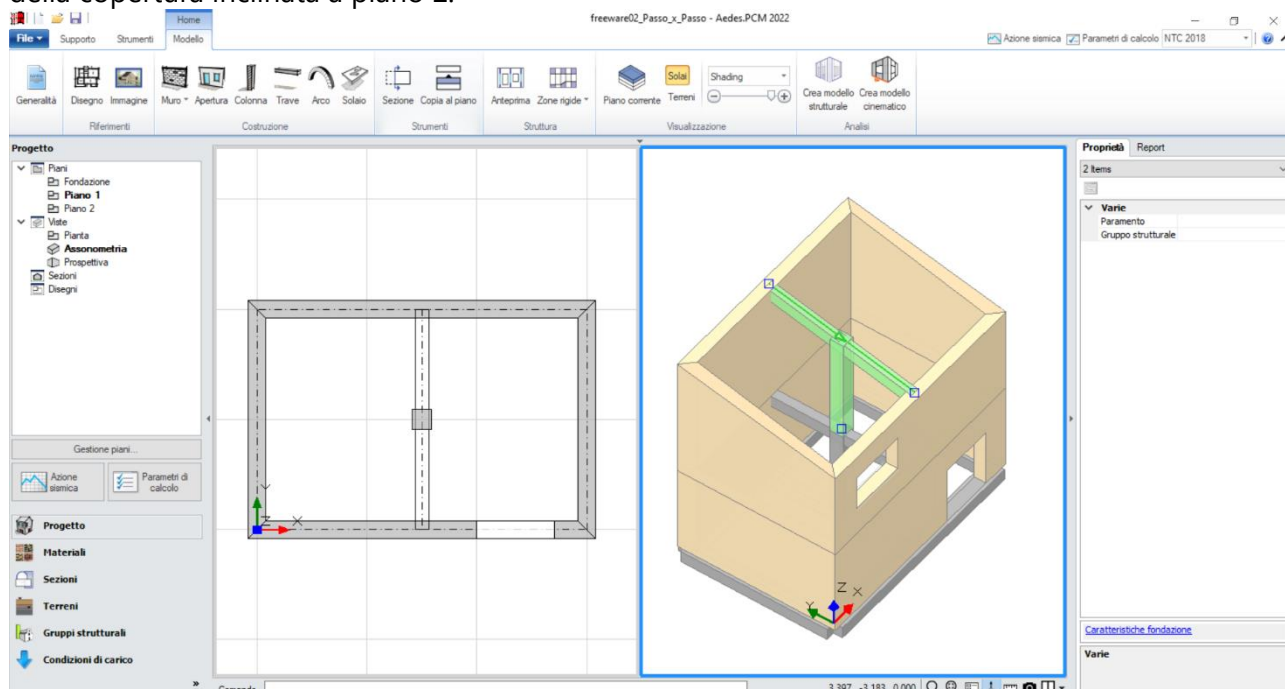 della copertura inclinata a piano 2.
freeware02_Passo_x_Passo - Aedes.PCM 2022
Home
File Supporto Strumenti Modello
Azione sismica Parametri di calcolo NTC 2018
Generalità Disegno Immagine Muro Apertura Colonna Trave Arco Solaio Sezione Copia al piano Anteprima Zone rigide Piano corrente Solai Terreni Shading Crea modello strutturale Crea modello cinematico
Riferimenti Costruzione Strumenti Struttura Visualizzazione Analisi
Progetto
Piani
Fondazione
Piano 1
Piano 2
Viste
Pianta
Assonometria
Prospettiva
Sezioni
Disegni
Gestione piani...
Azione sismica
Parametri di calcolo
Progetto
Materiali
Sezioni
Terreni
Gruppi strutturali
Condizioni di carico
»
Y
Z X
Z
X
Y
Comando
3.397 -3.183 0.000
Proprietà Report
2 Items
Varie
Paramento
Gruppo strutturale
Caratteristiche fondazione
Varie